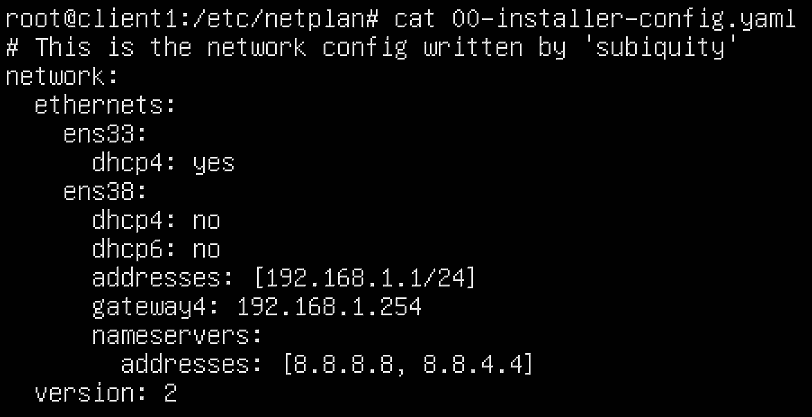 root@client1:/etc/netplan# cat 00-installer-config.yaml
# This is the network config written by 'subiquity'
network:
  ethernets:
    ens33:
      dhcp4: yes
    ens38:
      dhcp4: no
      dhcp6: no
      addresses: [192.168.1.1/24]
      gateway4: 192.168.1.254
      nameservers:
        addresses: [8.8.8.8, 8.8.4.4]
  version: 2